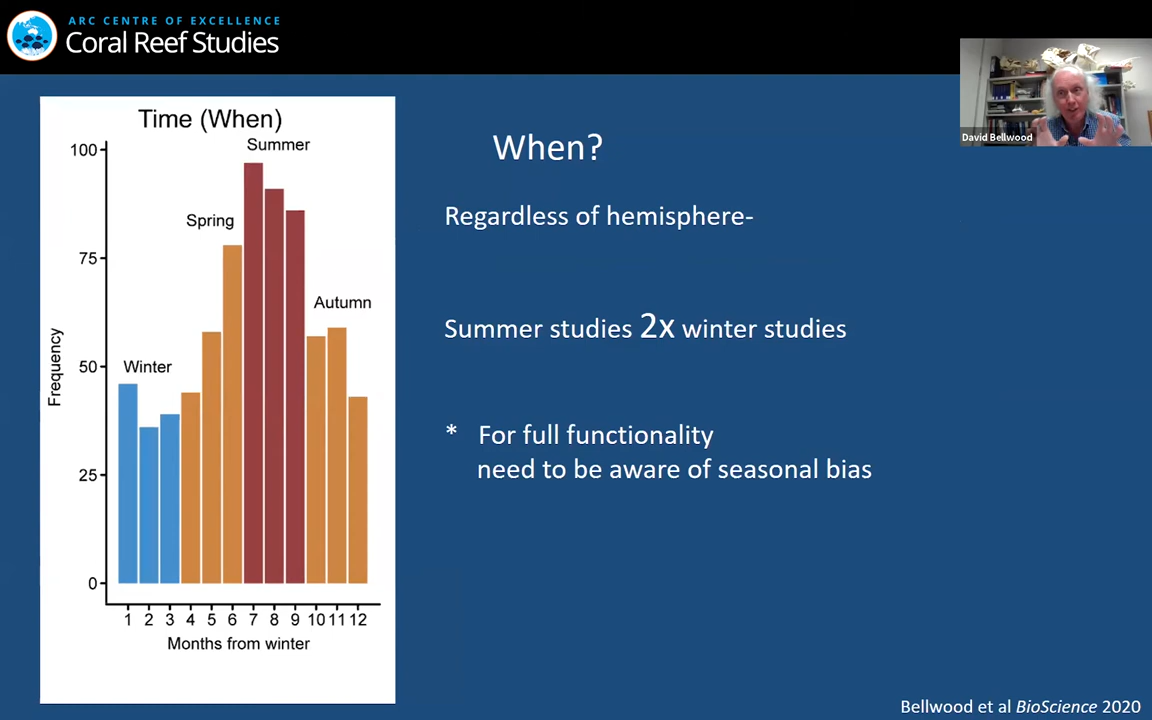 ARC CENTRE OF EXCELLENCE
Coral Reef Studies
David Bellwood
Time (When)
Summer
Spring
Autumn
Winter
100
75
50
25
0
Frequency
1 2 3 4 5 6 7 8 9 10 11 12
Months from winter
When?
Regardless of hemisphere-
Summer studies 2x winter studies
* For full functionality
need to be aware of seasonal bias
Bellwood et al BioScience 2020